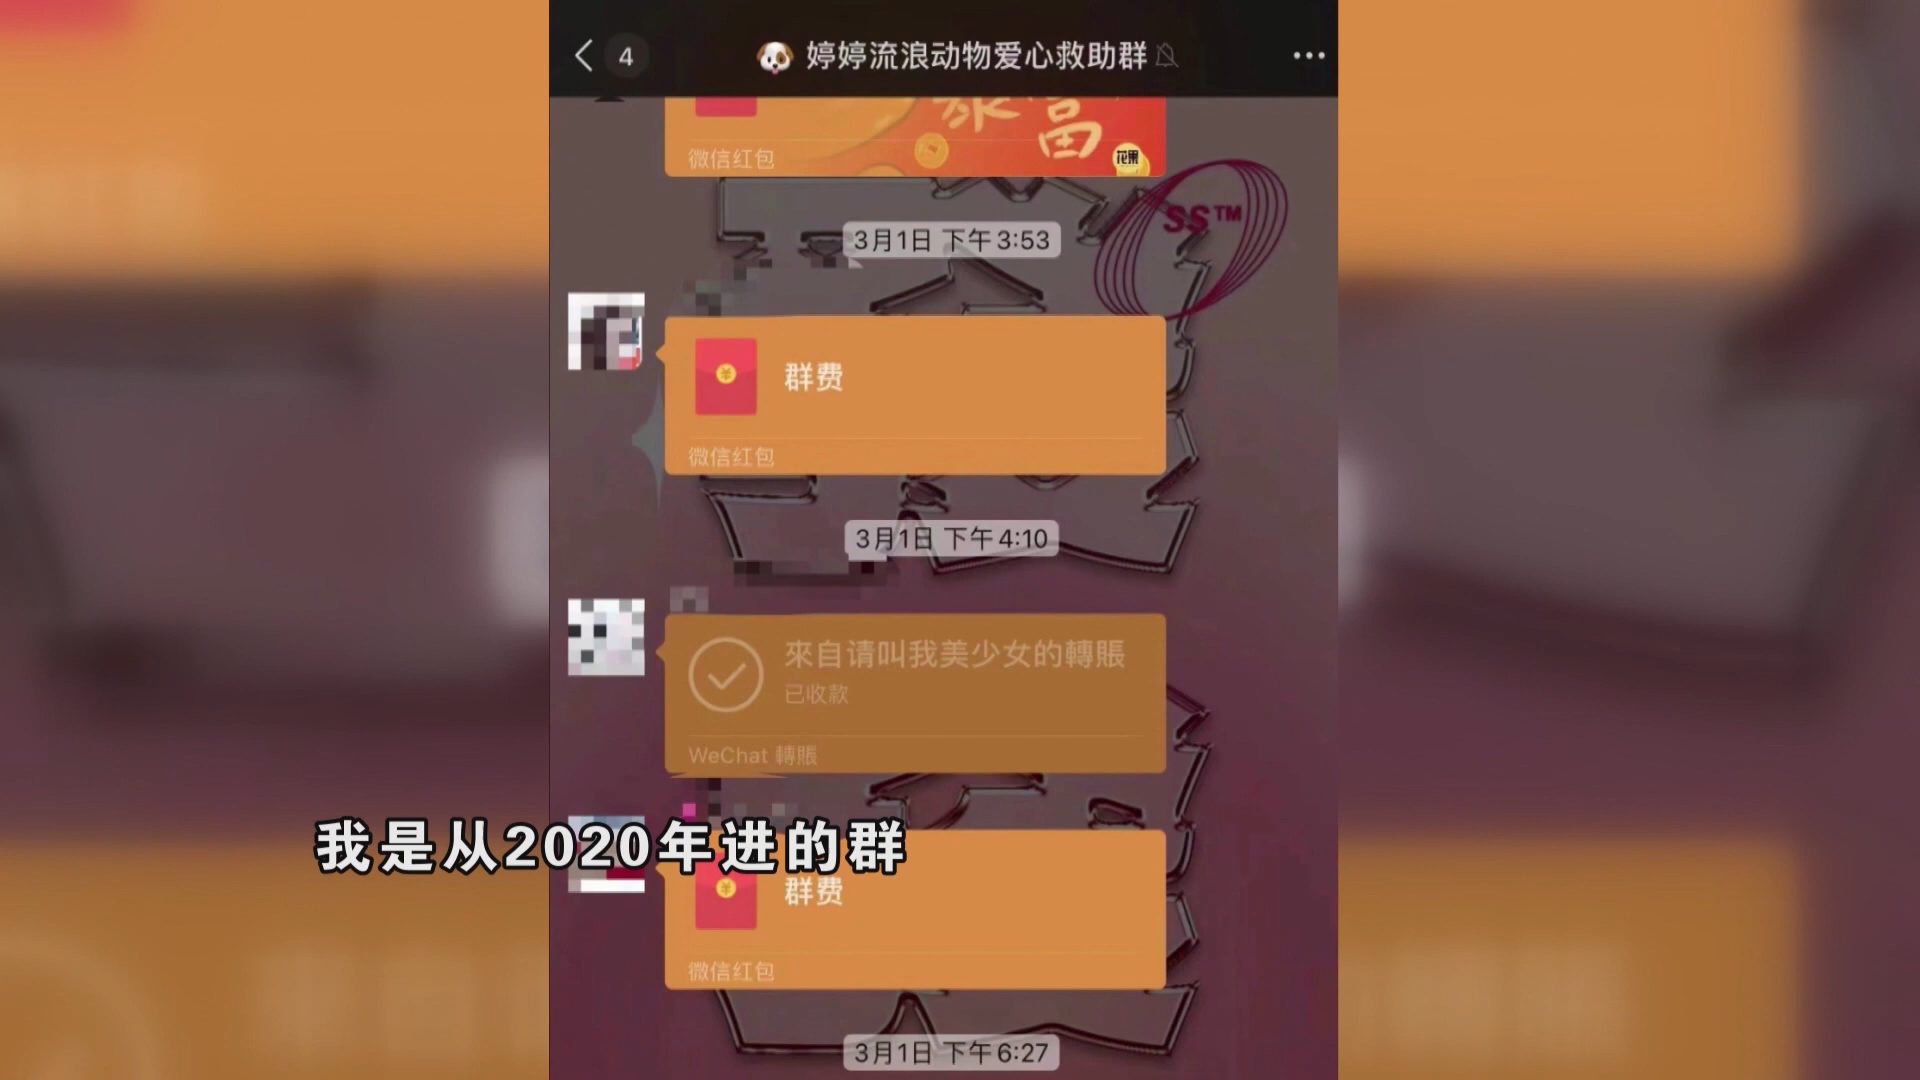 4
婷婷流浪动物爱心救助群
富
花果
微信红包
SS™
3月1日 下午3:53
群费
微信红包
3月1日 下午4:10
來自请叫我美少女的轉賬
已收款
WeChat 轉賬
我是从2020年进的群
群费
微信红包
3月1日 下午6:27